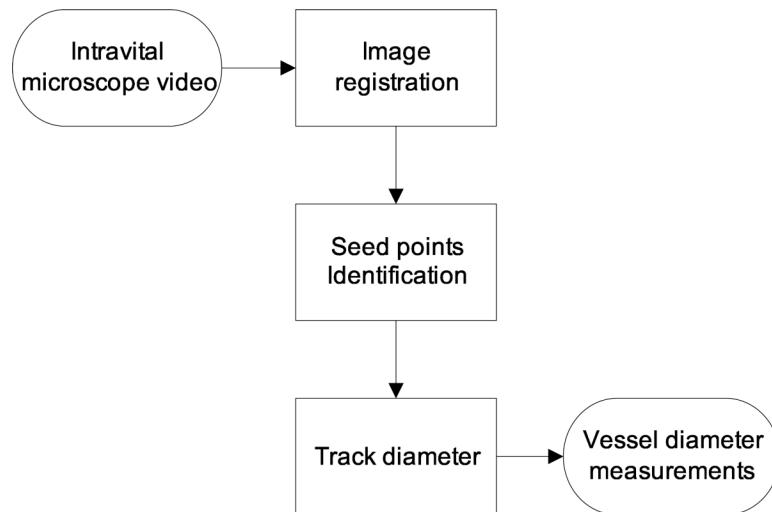 Intravital
microscope video
Image
registration
Seed points
Identification
Track diameter
Vessel diameter
measurements